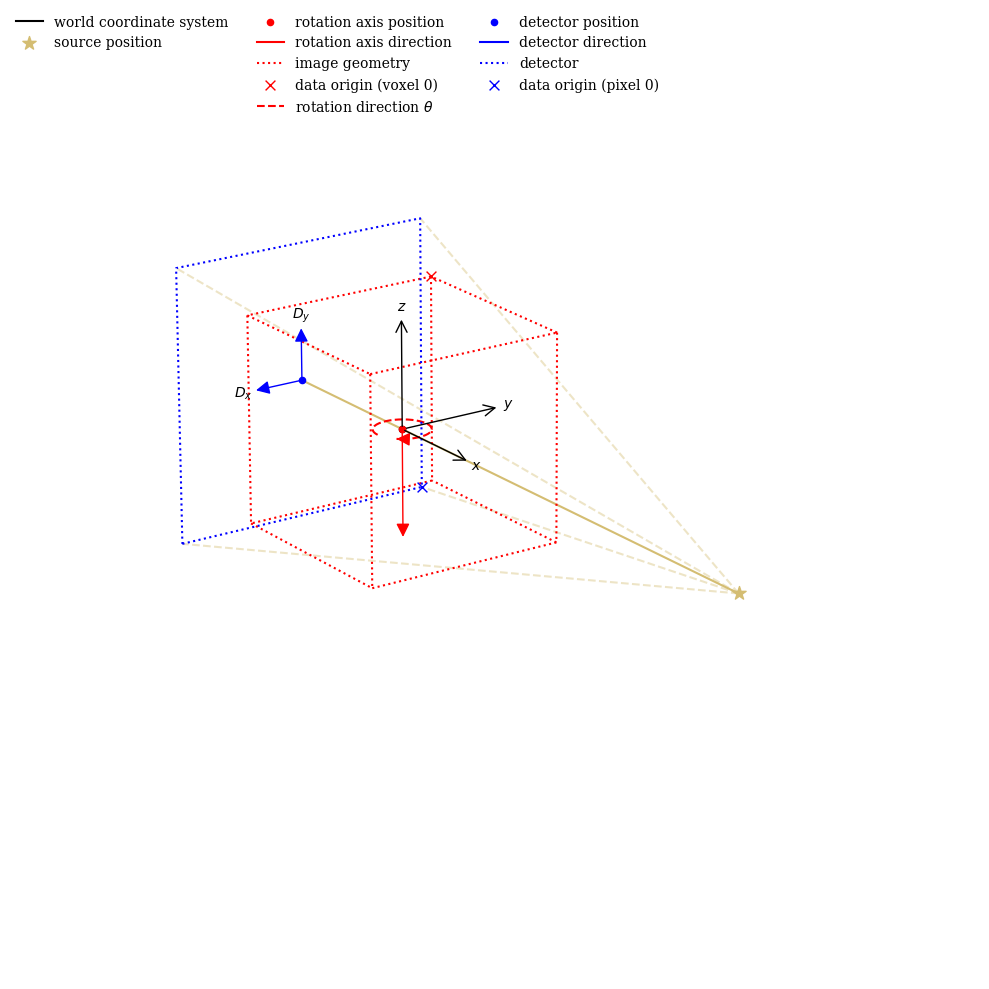 world coordinate system
source position
rotation axis position
rotation axis direction
image geometry
data origin (voxel 0)
rotation direction θ
detector position
detector direction
detector
data origin (pixel 0)
z
D_y
D_x
y
x